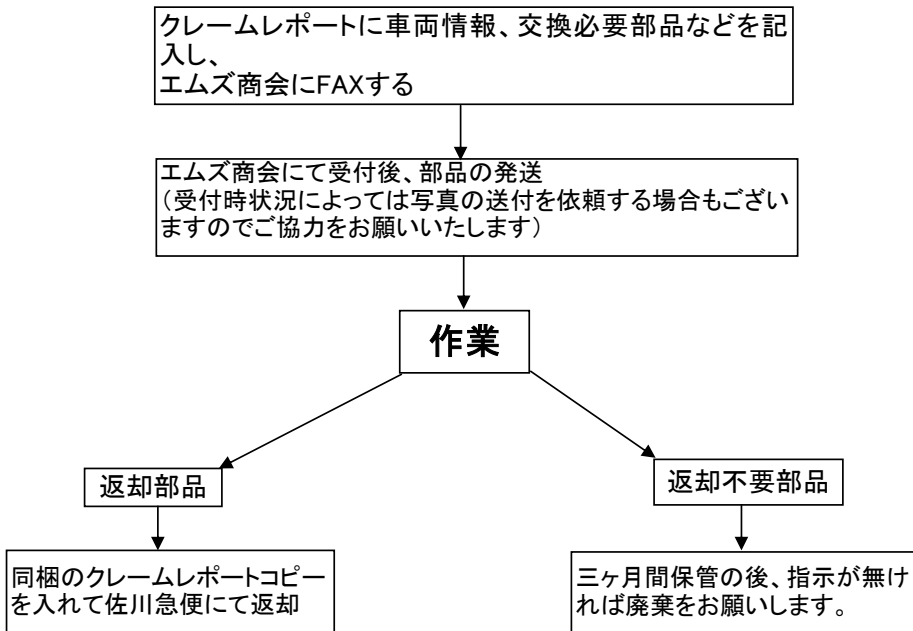 クレームレポートに車両情報、交換必要部品などを記
入し、
エムズ商会にFAXする
エムズ商会にて受付後、部品の発送
（受付時状況によっては写真の送付を依頼する場合もござい
ますのでご協力をお願いいたします）
作業
返却部品
返却不要部品
同梱のクレームレポートコピー
を入れて佐川急便にて返却
三ヶ月間保管の後、指示が無け
れば廃棄をお願いします。